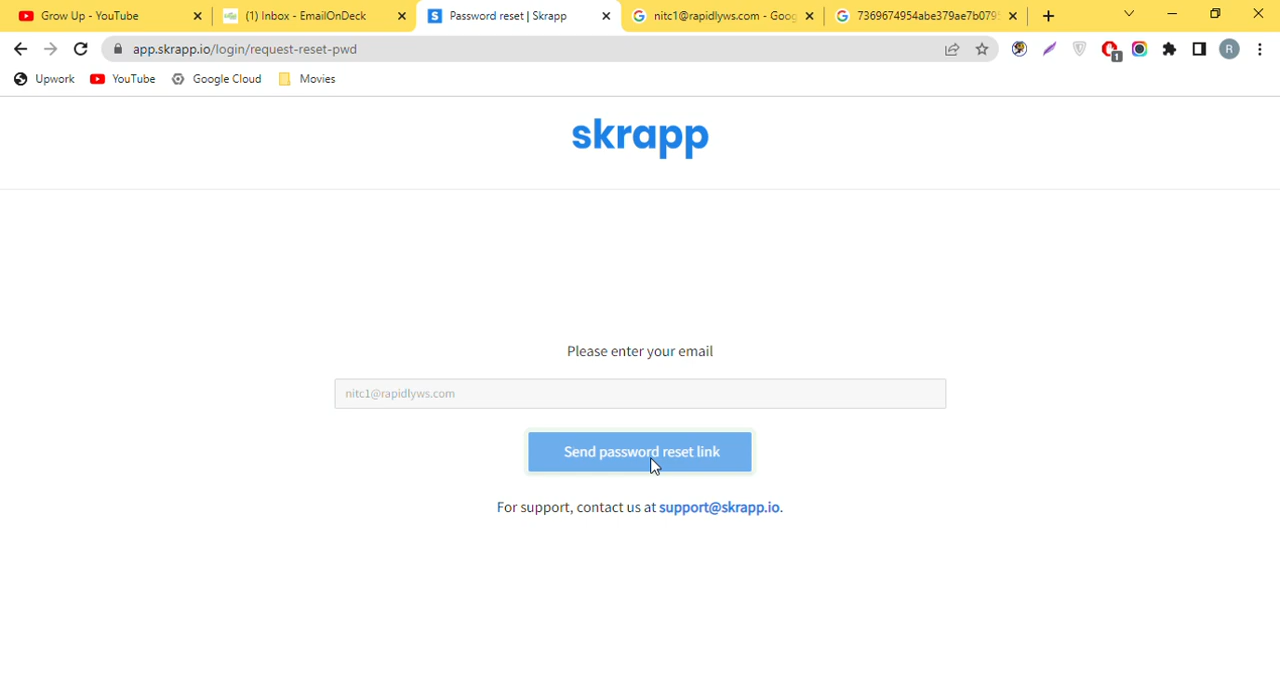 Grow Up - YouTube
(1) Inbox - EmailOnDeck
S Password reset | Skrapp
nitc1@rapidlyws.com - Goog
7369674954abe379ae7b079
app.skrapp.io/login/request-reset-pwd
1
R
Upwork
YouTube
Google Cloud
Movies
skrapp
Please enter your email
nitc1@rapidlyws.com
Send password reset link
For support, contact us at support@skrapp.io.